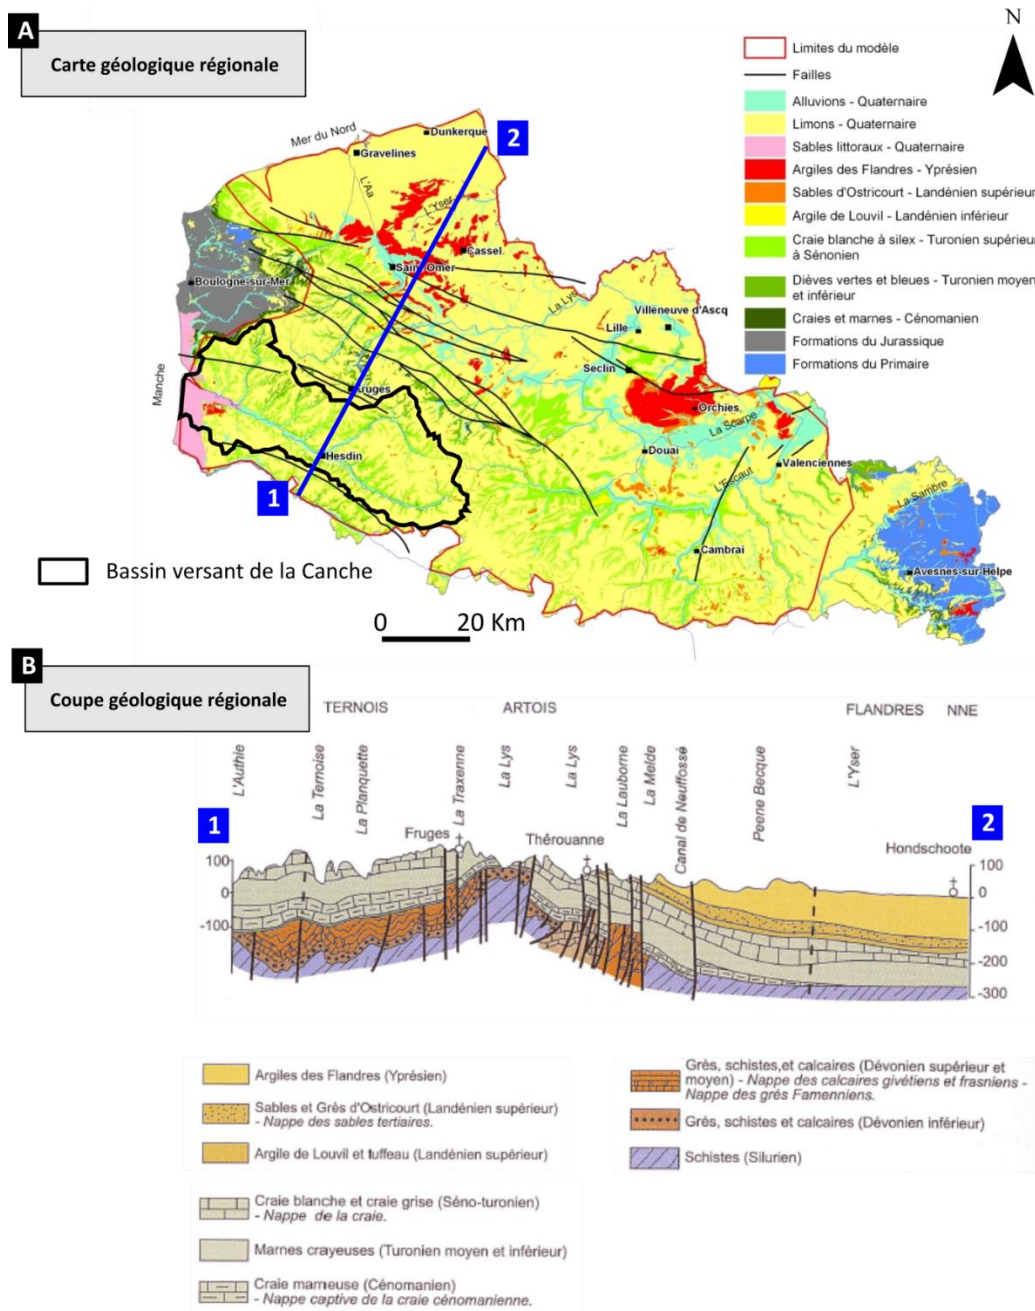 A
Carte géologique régionale
N
Limites du modèle
Failles
Alluvions - Quaternaire
Limons - Quaternaire
Sables littoraux - Quaternaire
Argiles des Flandres - Yprésien
Sables d'Ostricourt - Landénien supérieur
Argile de Louvil - Landénien inférieur
Craie blanche à silex - Turonien supérieur
à Sénonien
Dièves vertes et bleues - Turonien moyen
et inférieur
Craies et marnes - Cénomanien
Formations du Jurassique
Formations du Primaire
Mer du Nord
Dunkerque
2
Gravelines
L'Aa
L'Yser
Cassel
Saint-Omer
Boulogne-sur-Mer
La Lys
Villeneuve d'Ascq
Lille
Manche
Fruges
Seclin
Orchies
La Scarpe
Hesdin
Douai
L'Escaut
Valenciennes
1
La Sambre
Cambrai
Avesnes-sur-Helpe
Bassin versant de la Canche
0 20 Km
B
Coupe géologique régionale
TERNOIS ARTOIS FLANDRES NNE
L'Authie
La Ternoise
La Planquette
La Traxenne
La Lys
La Lys
La Lauborne
La Melde
Canal de Neuffossé
Peene Becque
L'Yser
1
2
Fruges
Thérouanne
Hondschoote
100
0
-100
100
0
-100
-200
-300
Argiles des Flandres (Yprésien)
Sables et Grès d'Ostricourt (Landénien supérieur)
- Nappe des sables tertiaires.
Argile de Louvil et tuffeau (Landénien supérieur)
Craie blanche et craie grise (Séno-turonien)
- Nappe de la craie.
Marnes crayeuses (Turonien moyen et inférieur)
Craie marneuse (Cénomanien)
- Nappe captive de la craie cénomanienne.
Grès, schistes,et calcaires (Dévonien supérieur et
moyen) - Nappe des calcaires givétiens et frasniens -
Nappe des grés Famenniens.
Grés, schistes et calcaires (Dévonien inférieur)
Schistes (Silurien)